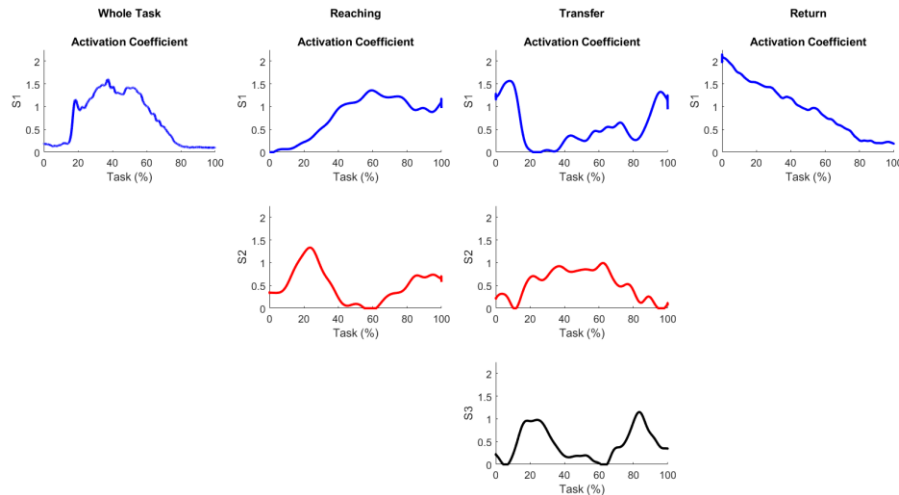 Whole Task Reaching Transfer Return
Activation Coefficient Activation Coefficient Activation Coefficient Activation Coefficient
2 2 2 2
1.5 1.5 1.5 1.5
S1 S1 S1 S1
1 1 1 1
0.5 0.5 0.5 0.5
0 0 0 0
0 20 40 60 80 100 0 20 40 60 80 100 0 20 40 60 80 100 0 20 40 60 80 100
Task (%) Task (%) Task (%) Task (%)
2 2
1.5 1.5
S2 S2
1 1
0.5 0.5
0 0
0 20 40 60 80 100 0 20 40 60 80 100
Task (%) Task (%)
2
1.5
S3
1
0.5
0
0 20 40 60 80 100
Task (%)